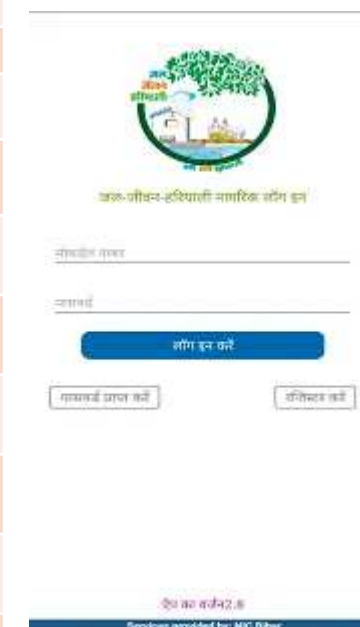 जल
जीवन
हरियाली
जल-जीवन-हरियाली नागरिक लॉग इन
मोबाईल नम्बर
पासवर्ड
लॉग इन करें
पासवर्ड प्राप्त करें
रजिस्टर करें
ऐप का वर्जन2.8
Services provided by: NIC Bihar